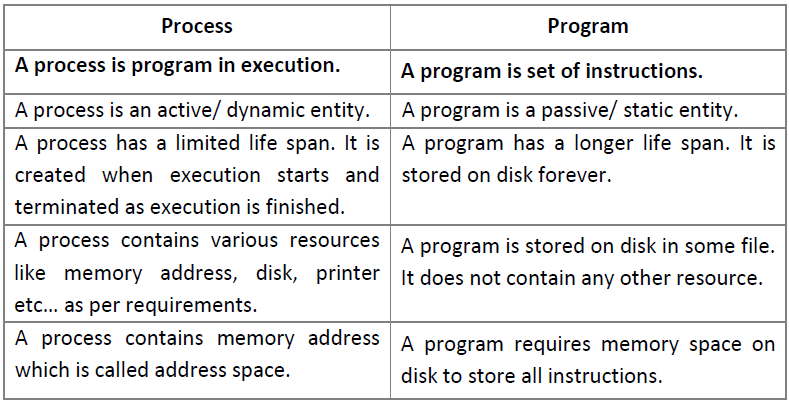 Process
Program
A process is program in execution.
A program is set of instructions.
A process is an active/ dynamic entity.
A program is a passive/ static entity.
A process has a limited life span. It is
created when execution starts and
terminated as execution is finished.
A program has a longer life span. It is
stored on disk forever.
A process contains various resources
like memory address, disk, printer
etc... as per requirements.
A program is stored on disk in some file.
It does not contain any other resource.
A process contains memory address
which is called address space.
A program requires memory space on
disk to store all instructions.